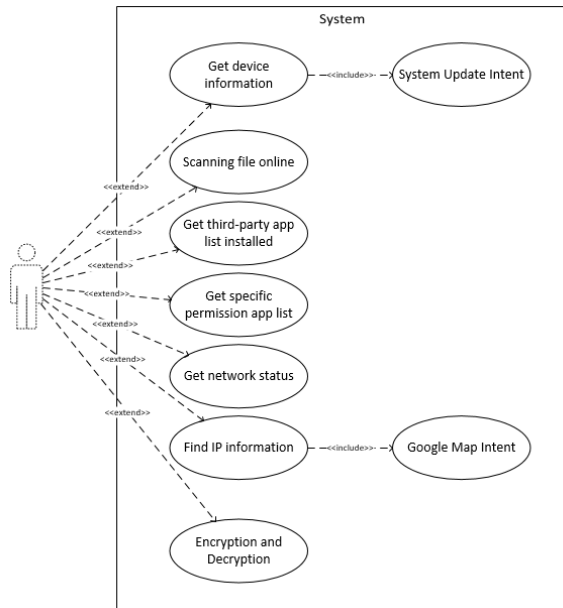 System
Get device
information
<<include>>
System Update Intent
Scanning file online
<<extend>>
<<extend>>
Get third-party app
list installed
<<extend>>
<<extend>>
Get specific
permission app list
<<extend>>
Get network status
<<extend>>
<<extend>>
Find IP information
<<include>>
Google Map Intent
Encryption and
Decryption